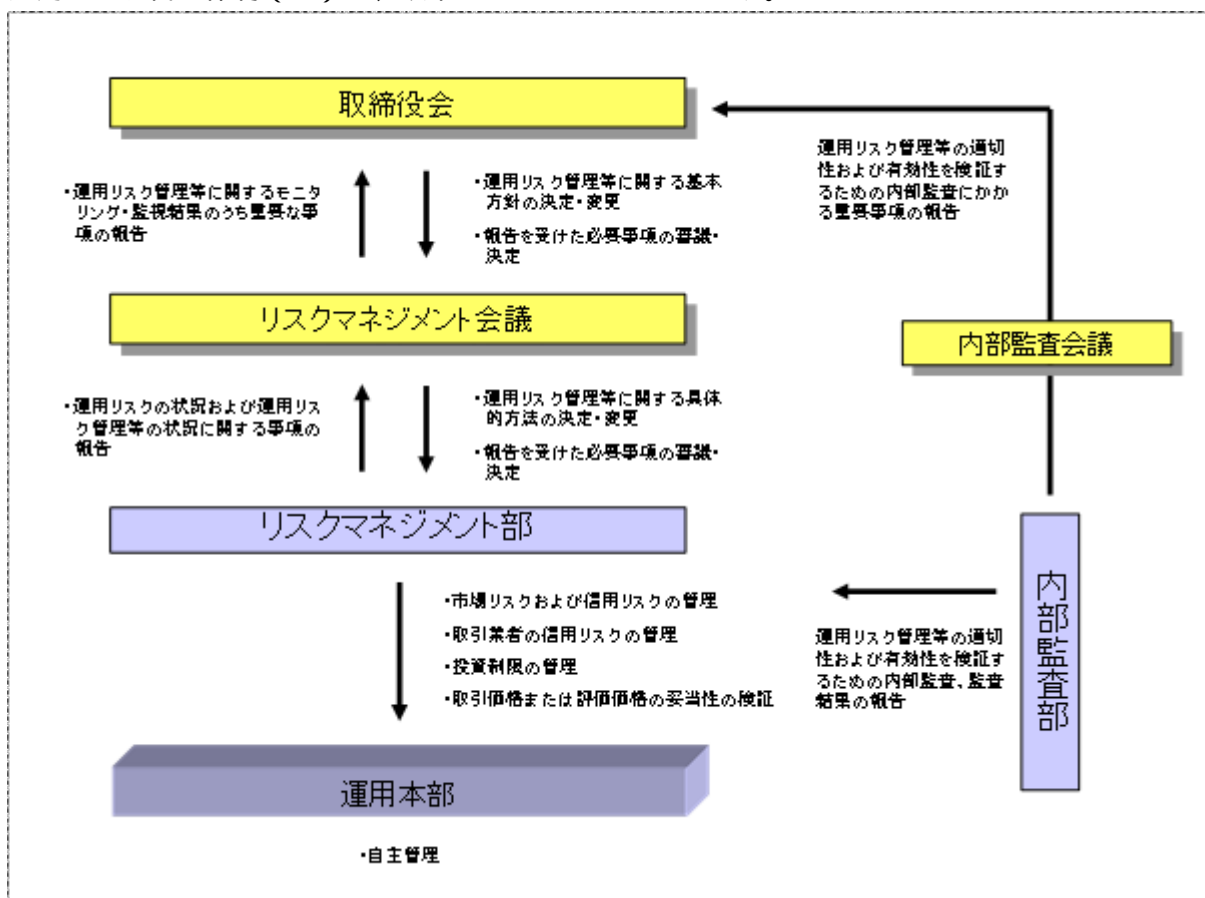 取締役会
・運用リスク管理等に関するモニタ
リング・監視結果のうち重要な事
項の報告
・運用リスク管理等に関する基本
方針の決定・変更
・報告を受けた必要事項の審議・
決定
運用リスク管理等の適切
性および有効性を検証す
るための内部監査にかか
る重要事項の報告
リスクマネジメント会議
内部監査会議
・運用リスクの状況および運用リス
ク管理等の状況に関する事項の
報告
・運用リスク管理等に関する具体
的方法の決定・変更
・報告を受けた必要事項の審議・
決定
リスクマネジメント部
内部監査部
・市場リスクおよび信用リスクの管理
・取引業者の信用リスクの管理
・投資制限の管理
・取引価格または評価価格の妥当性の検証
運用リスク管理等の適切
性および有効性を検証す
るための内部監査、監査
結果の報告
運用本部
・自主管理